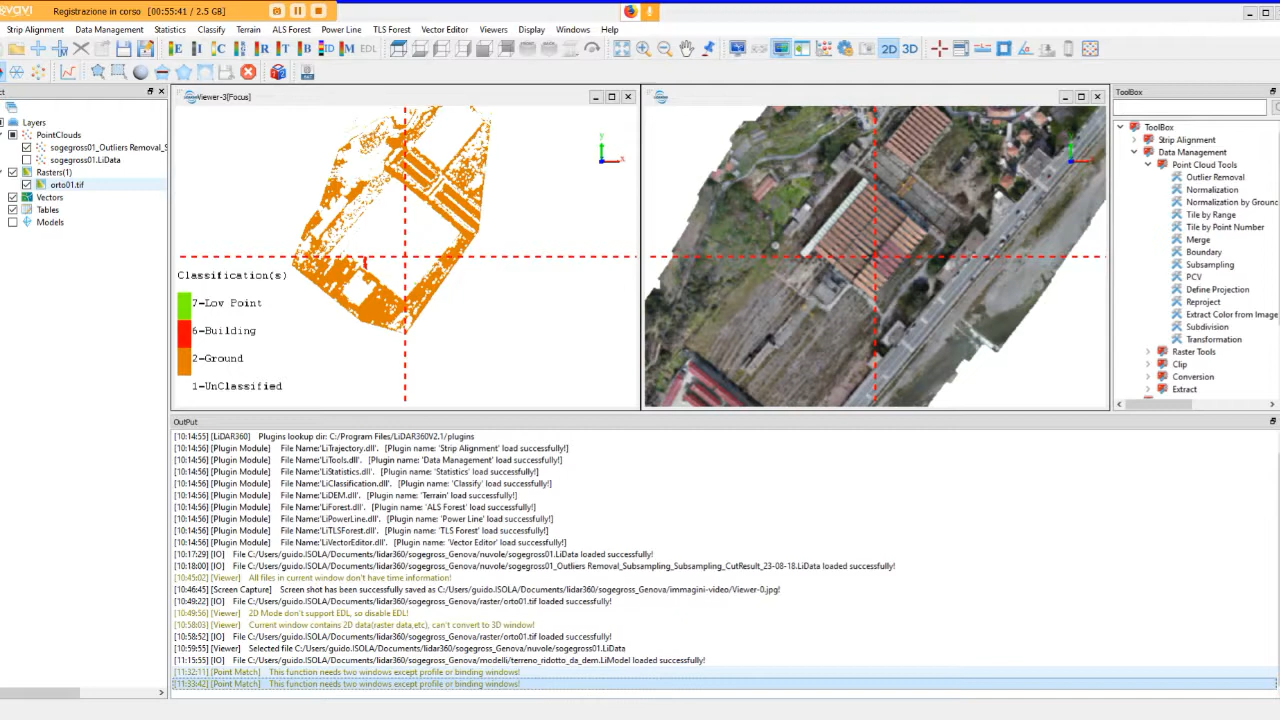 Registrazione in corso [00:55:41 / 2.5 GB]
Strip Alignment Data Management Statistics Classify Terrain ALS Forest Power Line TLS Forest Vector Editor Viewers Display Windows Help
EDL 2D 3D
Viewer-3[Focus]
ToolBox
Layers
PointClouds
sogegross01_Outliers Removal_S
sogegross01.LiData
Rasters(1)
orto01.tif
Vectors
Tables
Models
Classification(s)
7-Low Point
6-Building
2-Ground
1-UnClassified
ToolBox
Strip Alignment
Data Management
Point Cloud Tools
Outlier Removal
Normalization
Normalization by Ground
Tile by Range
Tile by Point Number
Merge
Boundary
Subsampling
PCV
Define Projection
Reproject
Extract Color from Image
Subdivision
Transformation
Raster Tools
Clip
Conversion
Extract
OutPut
[10:14:55] [LiDAR360] Plugins lookup dir: C:/Program Files/LiDAR360V2.1/plugins
[10:14:56] [Plugin Module] File Name:'LiTrajectory.dll'. [Plugin name: 'Strip Alignment' load successfully!]
[10:14:56] [Plugin Module] File Name:'LiTools.dll'. [Plugin name: 'Data Management' load successfully!]
[10:14:56] [Plugin Module] File Name:'LiStatistics.dll'. [Plugin name: 'Statistics' load successfully!]
[10:14:56] [Plugin Module] File Name:'LiClassification.dll'. [Plugin name: 'Classify' load successfully!]
[10:14:56] [Plugin Module] File Name:'LiDEM.dll'. [Plugin name: 'Terrain' load successfully!]
[10:14:56] [Plugin Module] File Name:'LiForest.dll'. [Plugin name: 'ALS Forest' load successfully!]
[10:14:56] [Plugin Module] File Name:'LiPowerLine.dll'. [Plugin name: 'Power Line' load successfully!]
[10:14:56] [Plugin Module] File Name:'LiTLSForest.dll'. [Plugin name: 'TLS Forest' load successfully!]
[10:14:56] [Plugin Module] File Name:'LiVectorEditor.dll'. [Plugin name: 'Vector Editor' load successfully!]
[10:17:29] [IO] File C:/Users/guido.ISOLA/Documents/lidar360/sogegross_Genova/nuvole/sogegross01.LiData loaded successfully!
[10:18:00] [IO] File C:/Users/guido.ISOLA/Documents/lidar360/sogegross_Genova/nuvole/sogegross01_Outliers Removal_Subsampling_Subsampling_CutResult_23-08-18.LiData loaded successfully!
[10:45:02] [Viewer] All files in current window don't have time information!
[10:46:45] [Screen Capture] Screen shot has been successfully saved as C:/Users/guido.ISOLA/Documents/lidar360/sogegross_Genova/immagini-video/Viewer-0.jpg!
[10:49:22] [IO] File C:/Users/guido.ISOLA/Documents/lidar360/sogegross_Genova/raster/orto01.tif loaded successfully!
[10:49:56] [Viewer] 2D Mode don't support EDL, so disable EDL!
[10:58:03] [Viewer] Current window contains 2D data(raster data,etc), can't convert to 3D window!
[10:58:52] [IO] File C:/Users/guido.ISOLA/Documents/lidar360/sogegross_Genova/raster/orto01.tif loaded successfully!
[10:59:55] [Viewer] Selected file C:/Users/guido.ISOLA/Documents/lidar360/sogegross_Genova/nuvole/sogegross01.LiData
[11:15:55] [IO] File C:/Users/guido.ISOLA/Documents/lidar360/sogegross_Genova/modelli/terreno_ridotto_da_dem.LiModel loaded successfully!
[11:32:11] [Point Match] This function needs two windows except profile or binding windows!
[11:33:42] [Point Match] This function needs two windows except profile or binding windows!